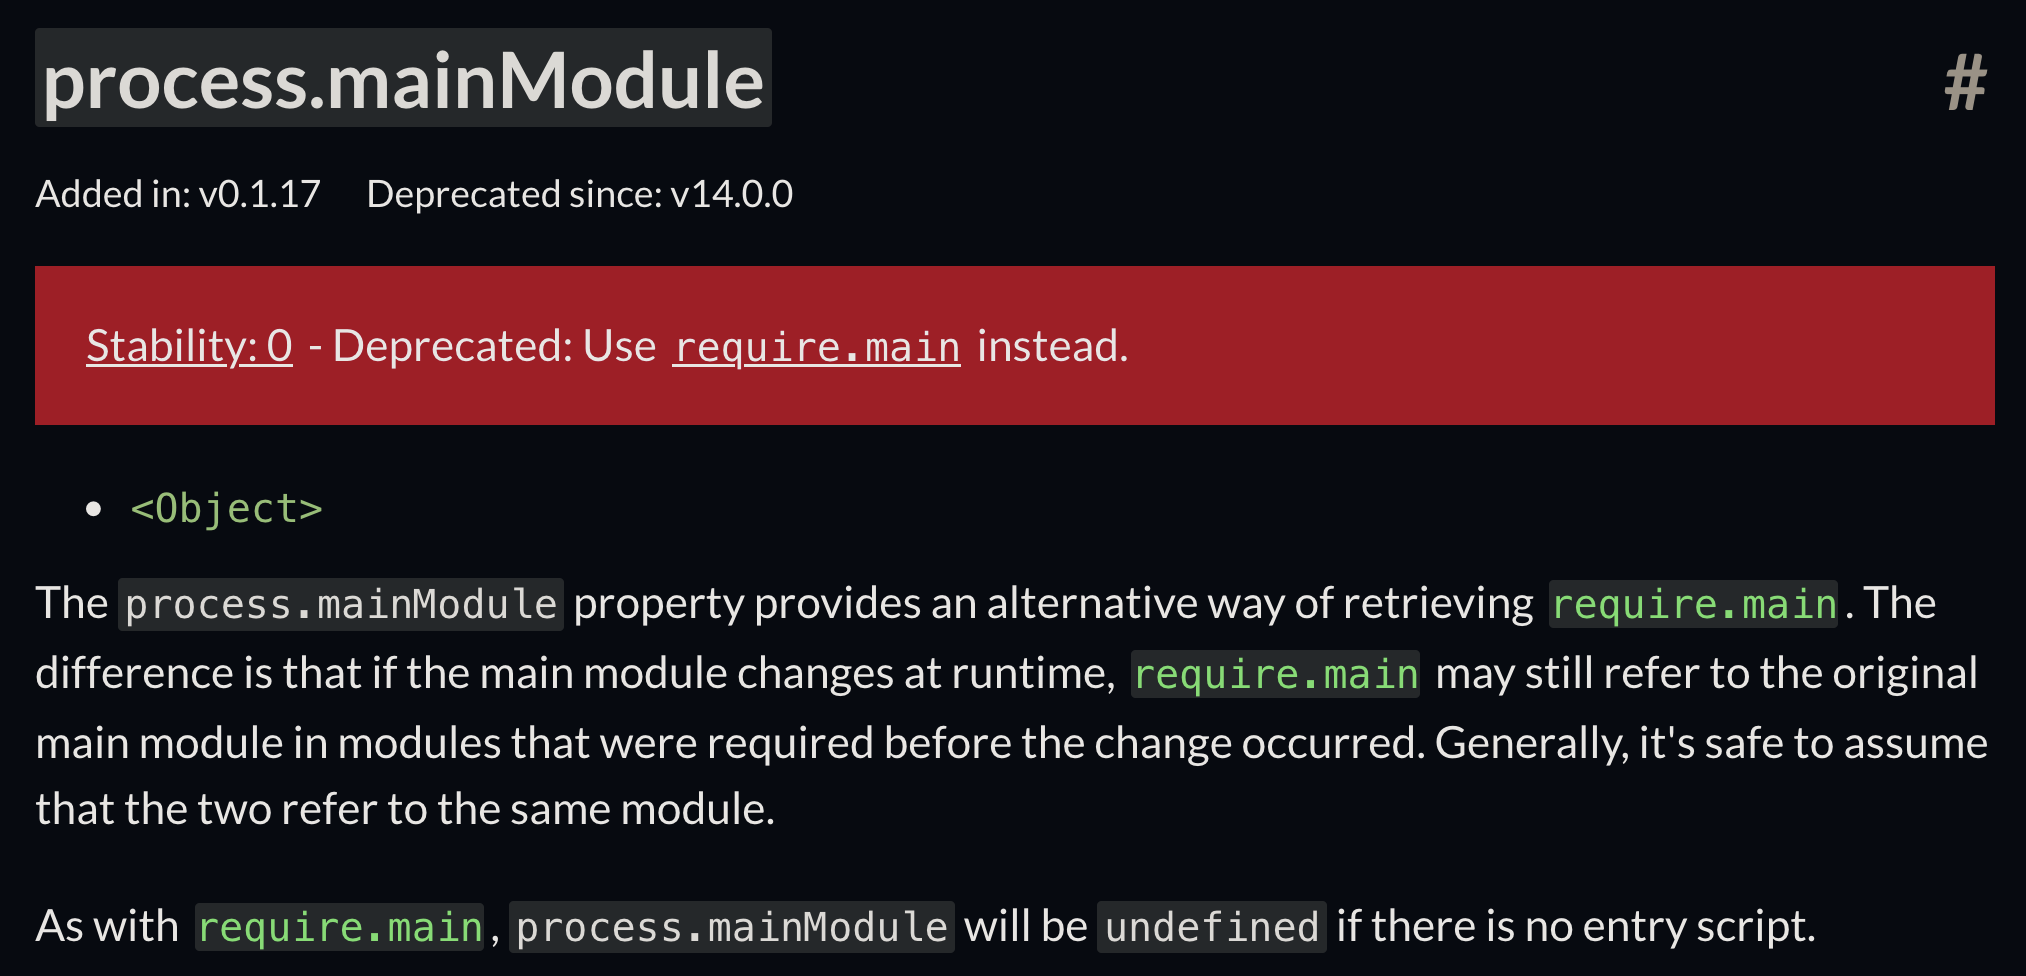 process.mainModule #
Added in: v0.1.17 Deprecated since: v14.0.0
Stability: 0 - Deprecated: Use require.main instead.
• <Object>
The process.mainModule property provides an alternative way of retrieving require.main. The
difference is that if the main module changes at runtime, require.main may still refer to the original
main module in modules that were required before the change occurred. Generally, it's safe to assume
that the two refer to the same module.
As with require.main, process.mainModule will be undefined if there is no entry script.